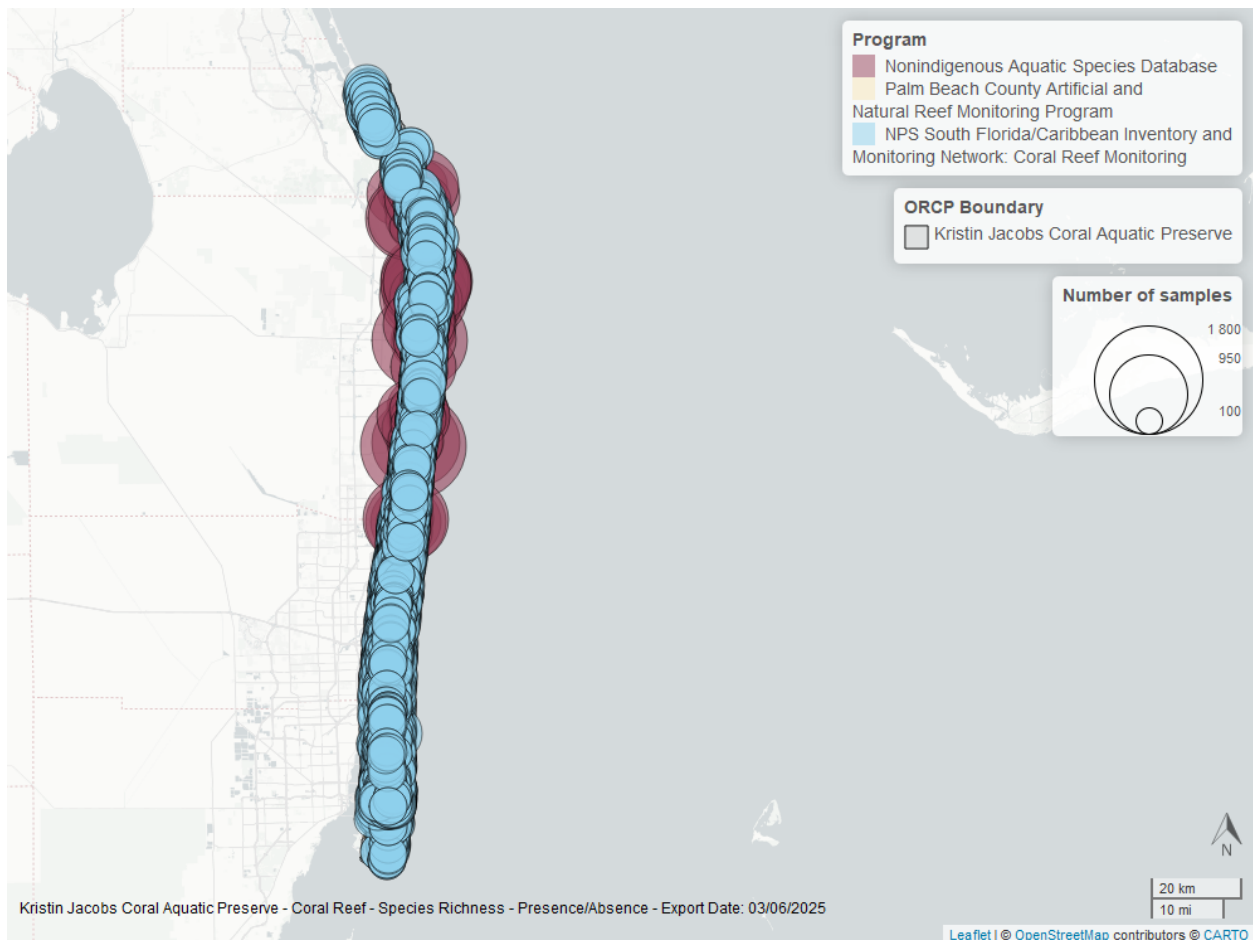 Program
Nonindigenous Aquatic Species Database
Palm Beach County Artificial and
Natural Reef Monitoring Program
NPS South Florida/Caribbean Inventory and
Monitoring Network: Coral Reef Monitoring
ORCP Boundary
Kristin Jacobs Coral Aquatic Preserve
Number of samples
1 800
950
100
N
20 km
10 mi
Kristin Jacobs Coral Aquatic Preserve - Coral Reef - Species Richness - Presence/Absence - Export Date: 03/06/2025
Leaflet | © OpenStreetMap contributors © CARTO